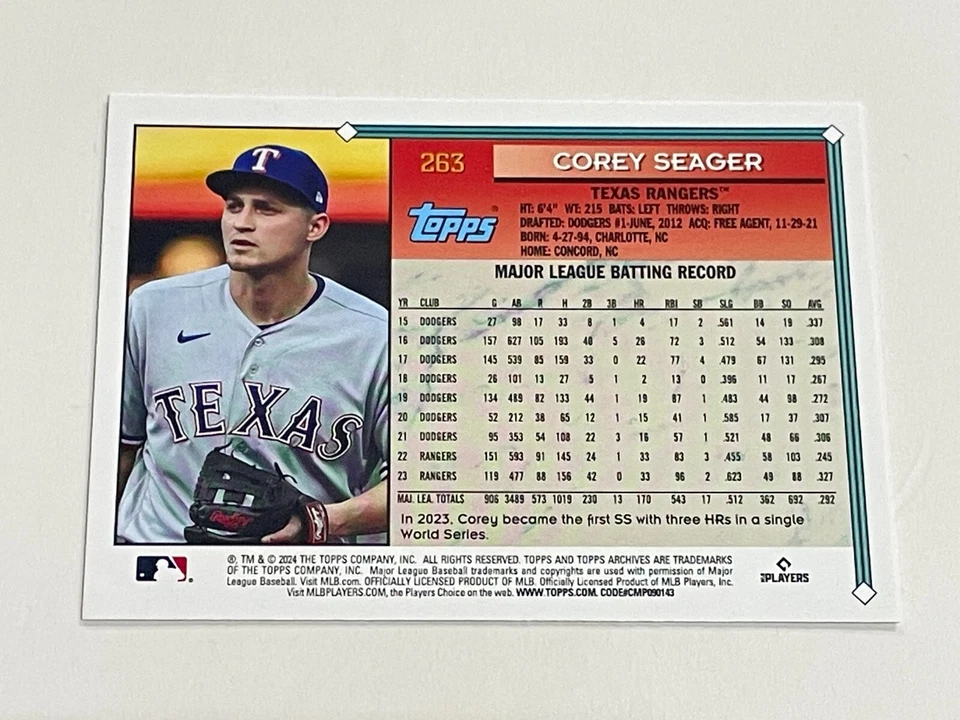 263
COREY SEAGER
TEXAS RANGERS™
Topps®
HT: 6'4" WT: 215 BATS: LEFT THROWS: RIGHT
DRAFTED: DODGERS #1-JUNE, 2012 ACQ: FREE AGENT, 11-29-21
BORN: 4-27-94, CHARLOTTE, NC
HOME: CONCORD, NC
MAJOR LEAGUE BATTING RECORD
YR CLUB G AB R H 2B 3B HR RBI SB SLG BB SO AVG
15 DODGERS 27 98 17 33 8 1 4 17 2 .561 14 19 .337
16 DODGERS 157 627 105 193 40 5 26 72 3 .512 54 133 .308
17 DODGERS 145 539 85 159 33 0 22 77 4 .479 67 131 .295
18 DODGERS 26 101 13 27 5 1 2 13 0 .396 11 17 .267
19 DODGERS 134 489 82 133 44 1 19 87 1 .483 44 98 .272
20 DODGERS 52 212 38 65 12 1 15 41 1 .585 17 37 .307
21 DODGERS 95 353 54 108 22 3 16 57 1 .521 48 66 .306
22 RANGERS 151 593 91 145 24 1 33 83 3 .455 58 103 .245
23 RANGERS 119 477 88 156 42 0 33 96 2 .623 49 88 .327
MAJ. LEA. TOTALS 906 3489 573 1019 230 13 170 543 17 .512 362 692 .292
In 2023, Corey became the first SS with three HRs in a single
World Series.
T
TEXAS
Rawlings
®, TM & © 2024 THE TOPPS COMPANY, INC. ALL RIGHTS RESERVED. TOPPS AND TOPPS ARCHIVES ARE TRADEMARKS
OF THE TOPPS COMPANY, INC. Major League Baseball trademarks and copyrights are used with permission of Major
League Baseball. Visit MLB.com. OFFICIALLY LICENSED PRODUCT OF MLB. Officially Licensed Product of MLB Players, Inc.
Visit MLBPLAYERS.COM, the Players Choice on the web. WWW.TOPPS.COM. CODE#CMP090143
MLB PLAYERS